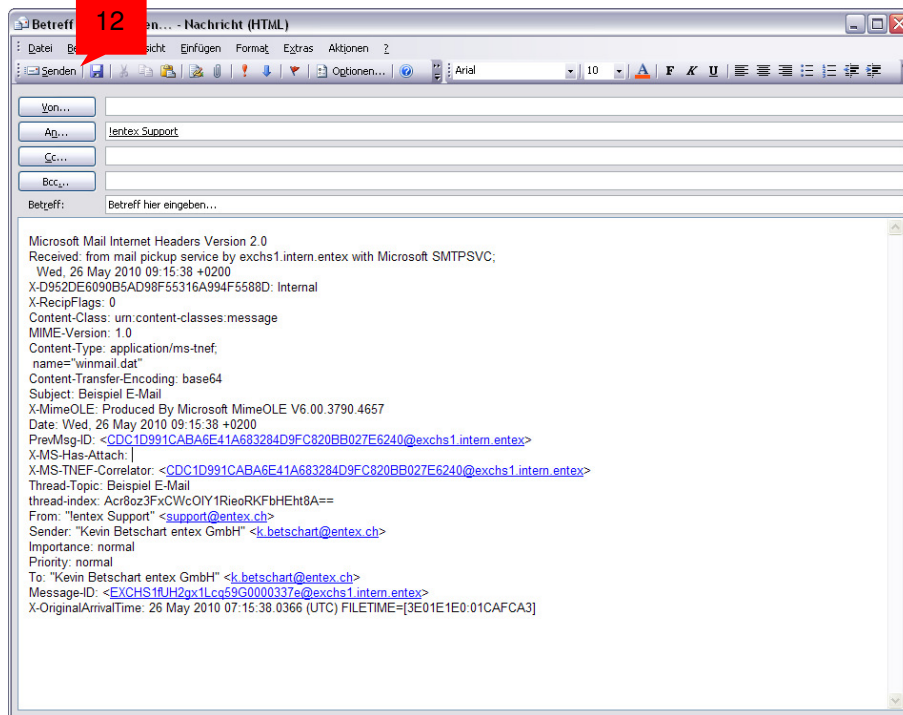 Betreff en... - Nachricht (HTML)
12
Datei Be sicht Einfügen Format Extras Aktionen ?
Senden Optionen... Arial 10 A F K U
Von...
An... !entex Support
Cc...
Bcc...
Betreff: Betreff hier eingeben...
Microsoft Mail Internet Headers Version 2.0
Received: from mail pickup service by exchs1.intern.entex with Microsoft SMTPSVC;
Wed, 26 May 2010 09:15:38 +0200
X-D952DE6090B5AD98F55316A994F5588D: Internal
X-RecipFlags: 0
Content-Class: urn:content-classes:message
MIME-Version: 1.0
Content-Type: application/ms-tnef;
name="winmail.dat"
Content-Transfer-Encoding: base64
Subject: Beispiel E-Mail
X-MimeOLE: Produced By Microsoft MimeOLE V6.00.3790.4657
Date: Wed, 26 May 2010 09:15:38 +0200
PrevMsg-ID: <CDC1D991CABA6E41A683284D9FC820BB027E6240@exchs1.intern.entex>
X-MS-Has-Attach:
X-MS-TNEF-Correlator: <CDC1D991CABA6E41A683284D9FC820BB027E6240@exchs1.intern.entex>
Thread-Topic: Beispiel E-Mail
thread-index: Acr8oz3FxCWcOIY1RieoRKFbHEht8A==
From: "!entex Support" <support@entex.ch>
Sender: "Kevin Betschart entex GmbH" <k.betschart@entex.ch>
Importance: normal
Priority: normal
To: "Kevin Betschart entex GmbH" <k.betschart@entex.ch>
Message-ID: <EXCHS1fUH2gx1Lcq59G0000337e@exchs1.intern.entex>
X-OriginalArrivalTime: 26 May 2010 07:15:38.0366 (UTC) FILETIME=[3E01E1E0:01CAFCA3]